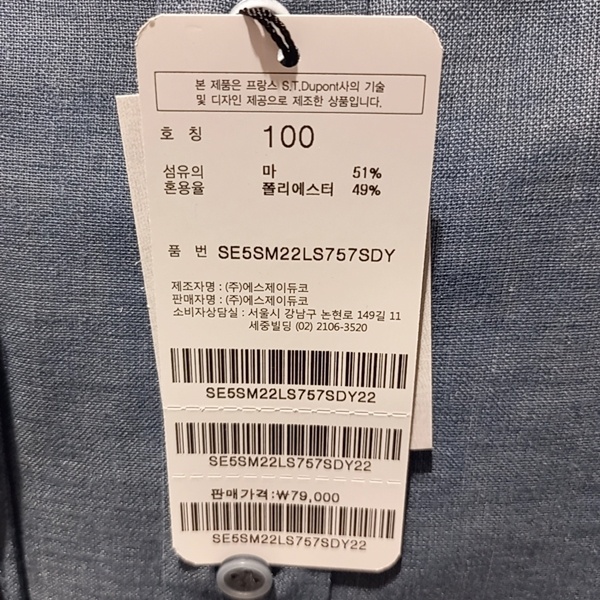 본 제품은 프랑스 S.T.Dupont사의 기술
및 디자인 제공으로 제조한 상품입니다.
호 칭 100
섬유의 마 51%
혼용율 폴리에스터 49%
품 번 SE5SM22LS757SDY
제조자명 : (주)에스제이듀코
판매자명 : (주)에스제이듀코
소비자상담실 : 서울시 강남구 논현로 149길 11
세중빌딩 (02) 2106-3520
SE5SM22LS757SDY22
SE5SM22LS757SDY22
판매가격:₩79,000
SE5SM22LS757SDY22